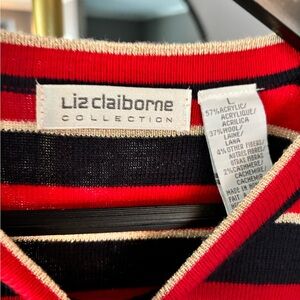 Liz claiborne
COLLECTION
L
57%ACRYLIC/
ACRYLIQUE/
ACRILICA
37%WOOL/
LAINE/
LANA
4%OTHER FIBERS/
AUTRES FIBRES/
OTRAS FIBRAS
2%CASHMERE/
CACHEMIRE
MADE IN
FAIT